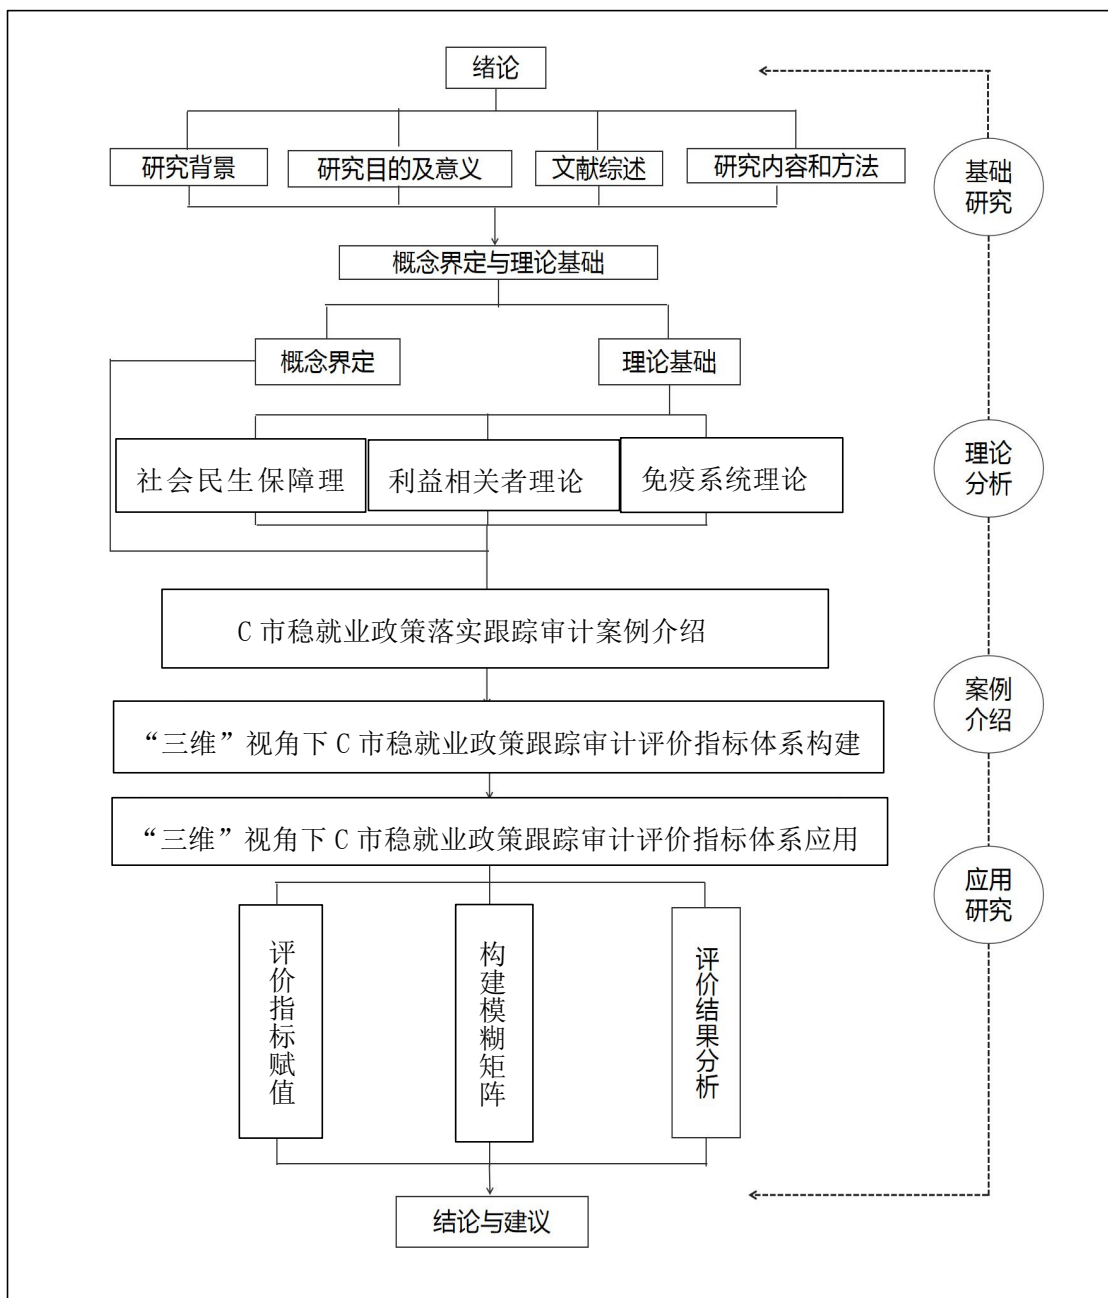 绪论
研究背景
研究目的及意义
文献综述
研究内容和方法
基础
研究
概念界定与理论基础
概念界定
理论基础
社会民生保障理
利益相关者理论
免疫系统理论
理论
分析
C 市稳就业政策落实跟踪审计案例介绍
案例
介绍
“三维”视角下 C 市稳就业政策跟踪审计评价指标体系构建
“三维”视角下 C 市稳就业政策跟踪审计评价指标体系应用
应用
研究
评价指标赋值
构建模糊矩阵
评价结果分析
结论与建议